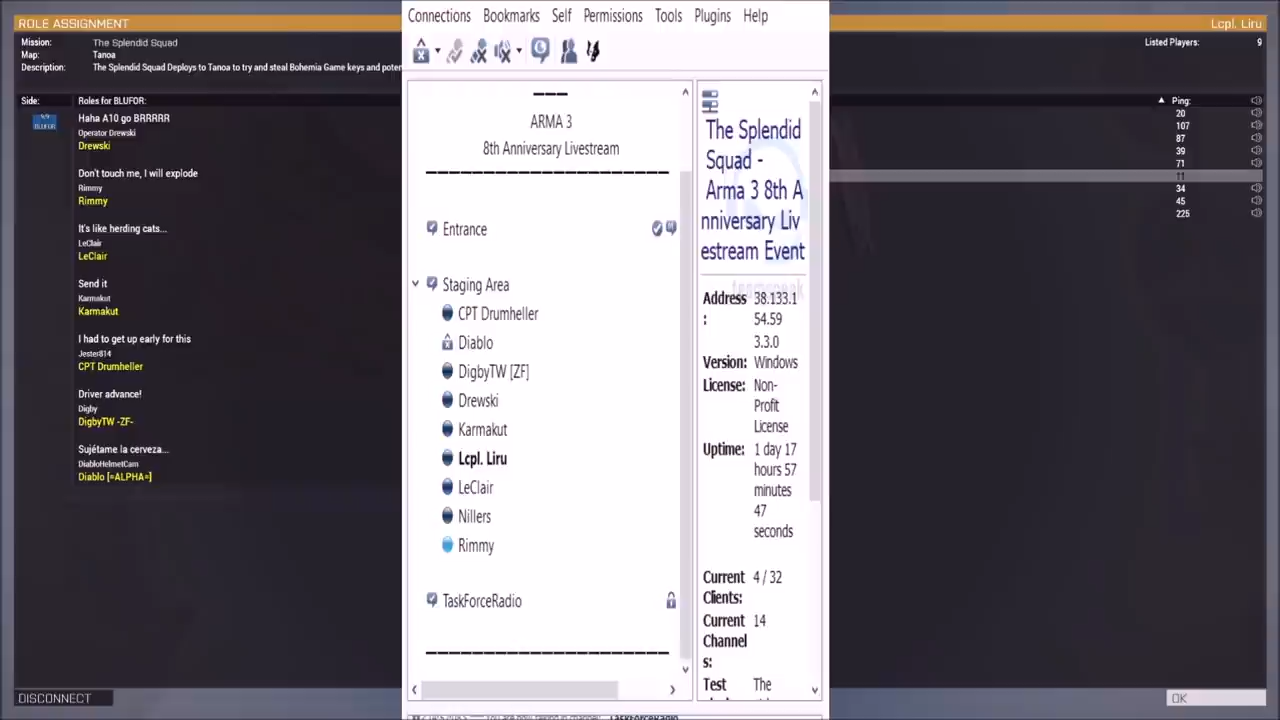 ROLE ASSIGNMENT
Lcpl. Liru
Mission: The Splendid Squad
Map: Tanoa
Description: The Splendid Squad Deploys to Tanoa to try and steal Bohemia Game keys and poten
Listed Players: 9
Side:
Roles for BLUFOR:
BLUFOR
Haha A10 go BRRRRR
Operator Drewski
Drewski
Don't touch me, I will explode
Rimmy
Rimmy
It's like herding cats...
LeClair
LeClair
Send it
Karmakut
Karmakut
I had to get up early for this
Jester814
CPT Drumheller
Driver advance!
Digby
DigbyTW -ZF-
Sujétame la cerveza...
DiabloHelmetCam
Diablo [=ALPHA=]
DISCONNECT
Connections Bookmarks Self Permissions Tools Plugins Help
ARMA 3
8th Anniversary Livestream
Entrance
Staging Area
CPT Drumheller
Diablo
DigbyTW [ZF]
Drewski
Karmakut
Lcpl. Liru
LeClair
Nillers
Rimmy
TaskForceRadio
The Splendid
Squad -
Arma 3 8th A
nniversary Liv
estream Event
teamspeak
Address 38.133.1
: 54.59
3.3.0
Version: Windows
License: Non-
Profit
License
Uptime: 1 day 17
hours 57
minutes
47
seconds
Current 4 / 32
Clients:
Current 14
Channel
s:
Test The
TaskForceRadio
Ping:
20
107
87
39
71
11
34
45
225
OK